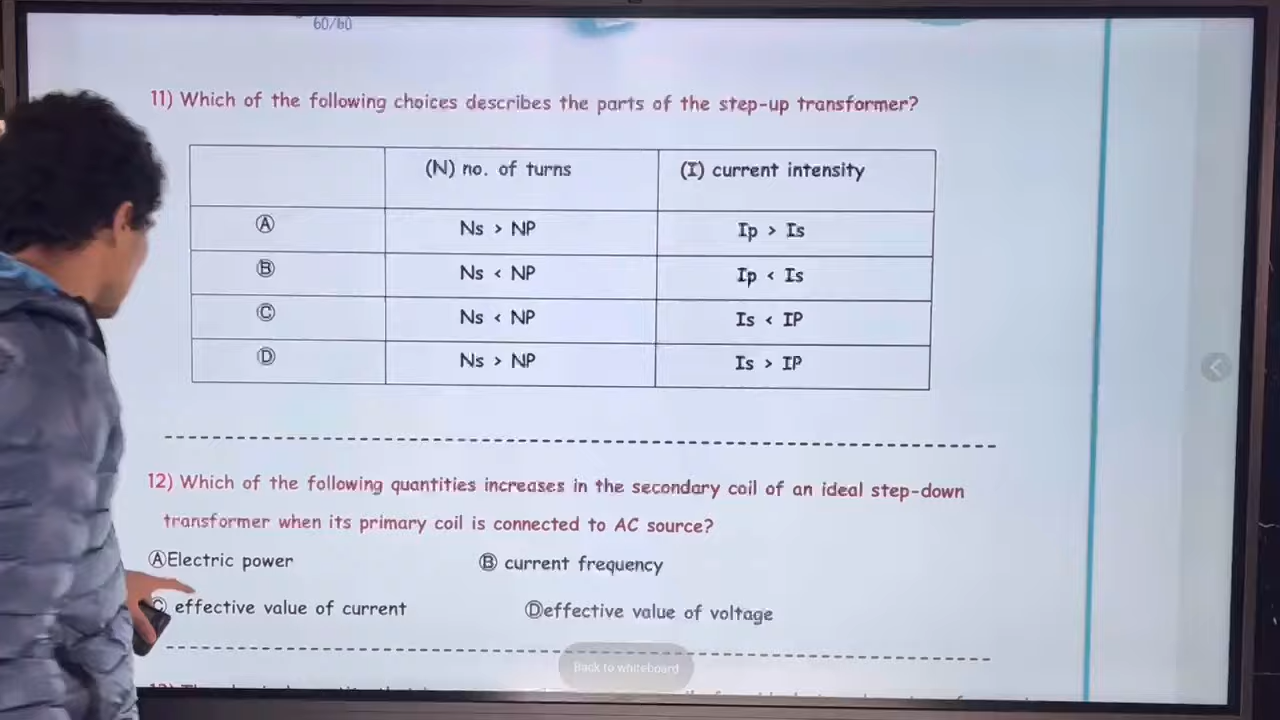 60/60
11) Which of the following choices describes the parts of the step-up transformer?
(N) no. of turns (I) current intensity
Ⓐ Ns > NP Ip > Is
Ⓑ Ns < NP Ip < Is
Ⓒ Ns < NP Is < IP
Ⓓ Ns > NP Is > IP
12) Which of the following quantities increases in the secondary coil of an ideal step-down
transformer when its primary coil is connected to AC source?
ⒶElectric power Ⓑ current frequency
Ⓒ effective value of current Ⓓeffective value of voltage
Back to whiteboard